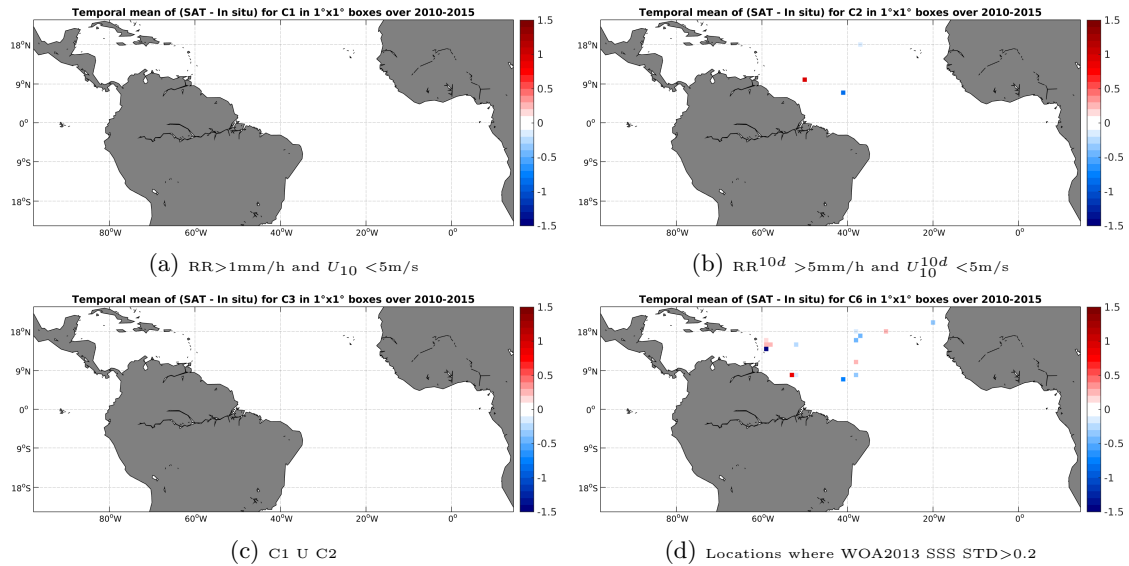 Temporal mean of (SAT - In situ) for C1 in 1°x1° boxes over 2010-2015
18°N
9°N
0°
9°S
18°S
80°W 60°W 40°W 20°W 0°
1.5
1
0.5
0
-0.5
-1
-1.5
(a) RR>1mm/h and U10 <5m/s
Temporal mean of (SAT - In situ) for C2 in 1°x1° boxes over 2010-2015
18°N
9°N
0°
9°S
18°S
80°W 60°W 40°W 20°W 0°
1.5
1
0.5
0
-0.5
-1
-1.5
(b) RR^10d >5mm/h and U10^10d <5m/s
Temporal mean of (SAT - In situ) for C3 in 1°x1° boxes over 2010-2015
18°N
9°N
0°
9°S
18°S
80°W 60°W 40°W 20°W 0°
1.5
1
0.5
0
-0.5
-1
-1.5
(c) C1 U C2
Temporal mean of (SAT - In situ) for C6 in 1°x1° boxes over 2010-2015
18°N
9°N
0°
9°S
18°S
80°W 60°W 40°W 20°W 0°
1.5
1
0.5
0
-0.5
-1
-1.5
(d) Locations where WOA2013 SSS STD>0.2